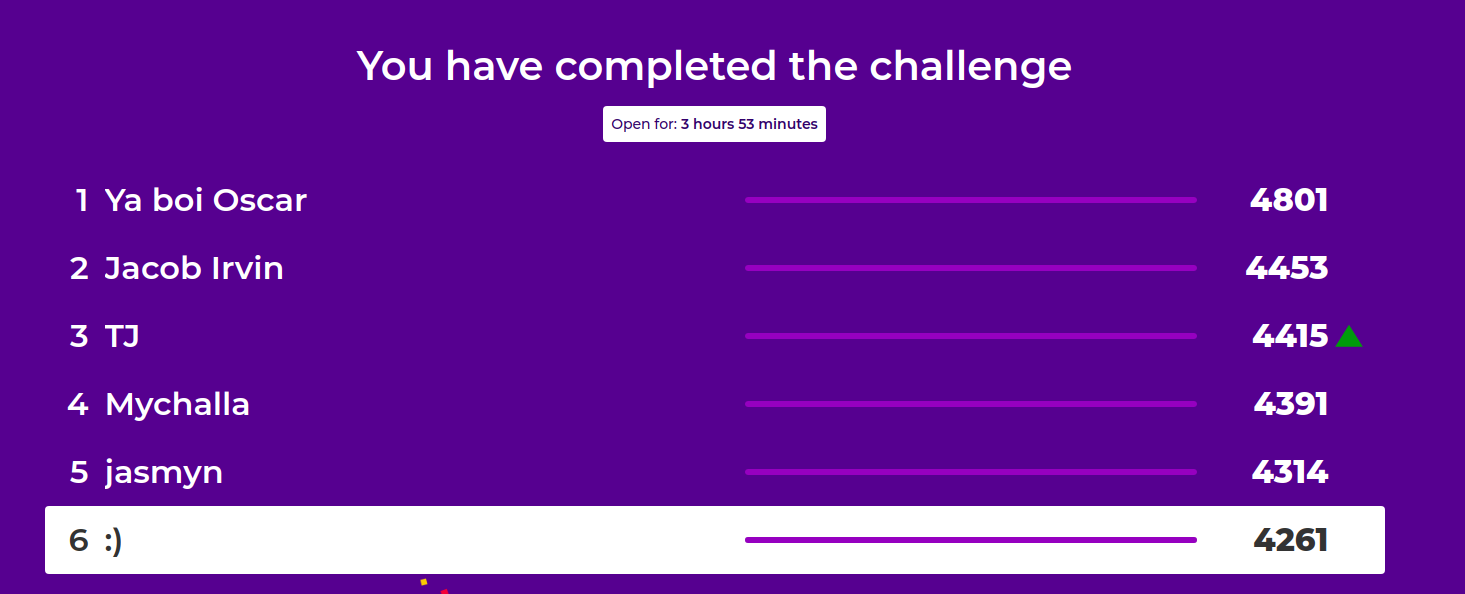 You have completed the challenge
Open for: 3 hours 53 minutes
1 Ya boi Oscar 4801
2 Jacob Irvin 4453
3 TJ 4415
4 Mychalla 4391
5 jasmyn 4314
6 :) 4261